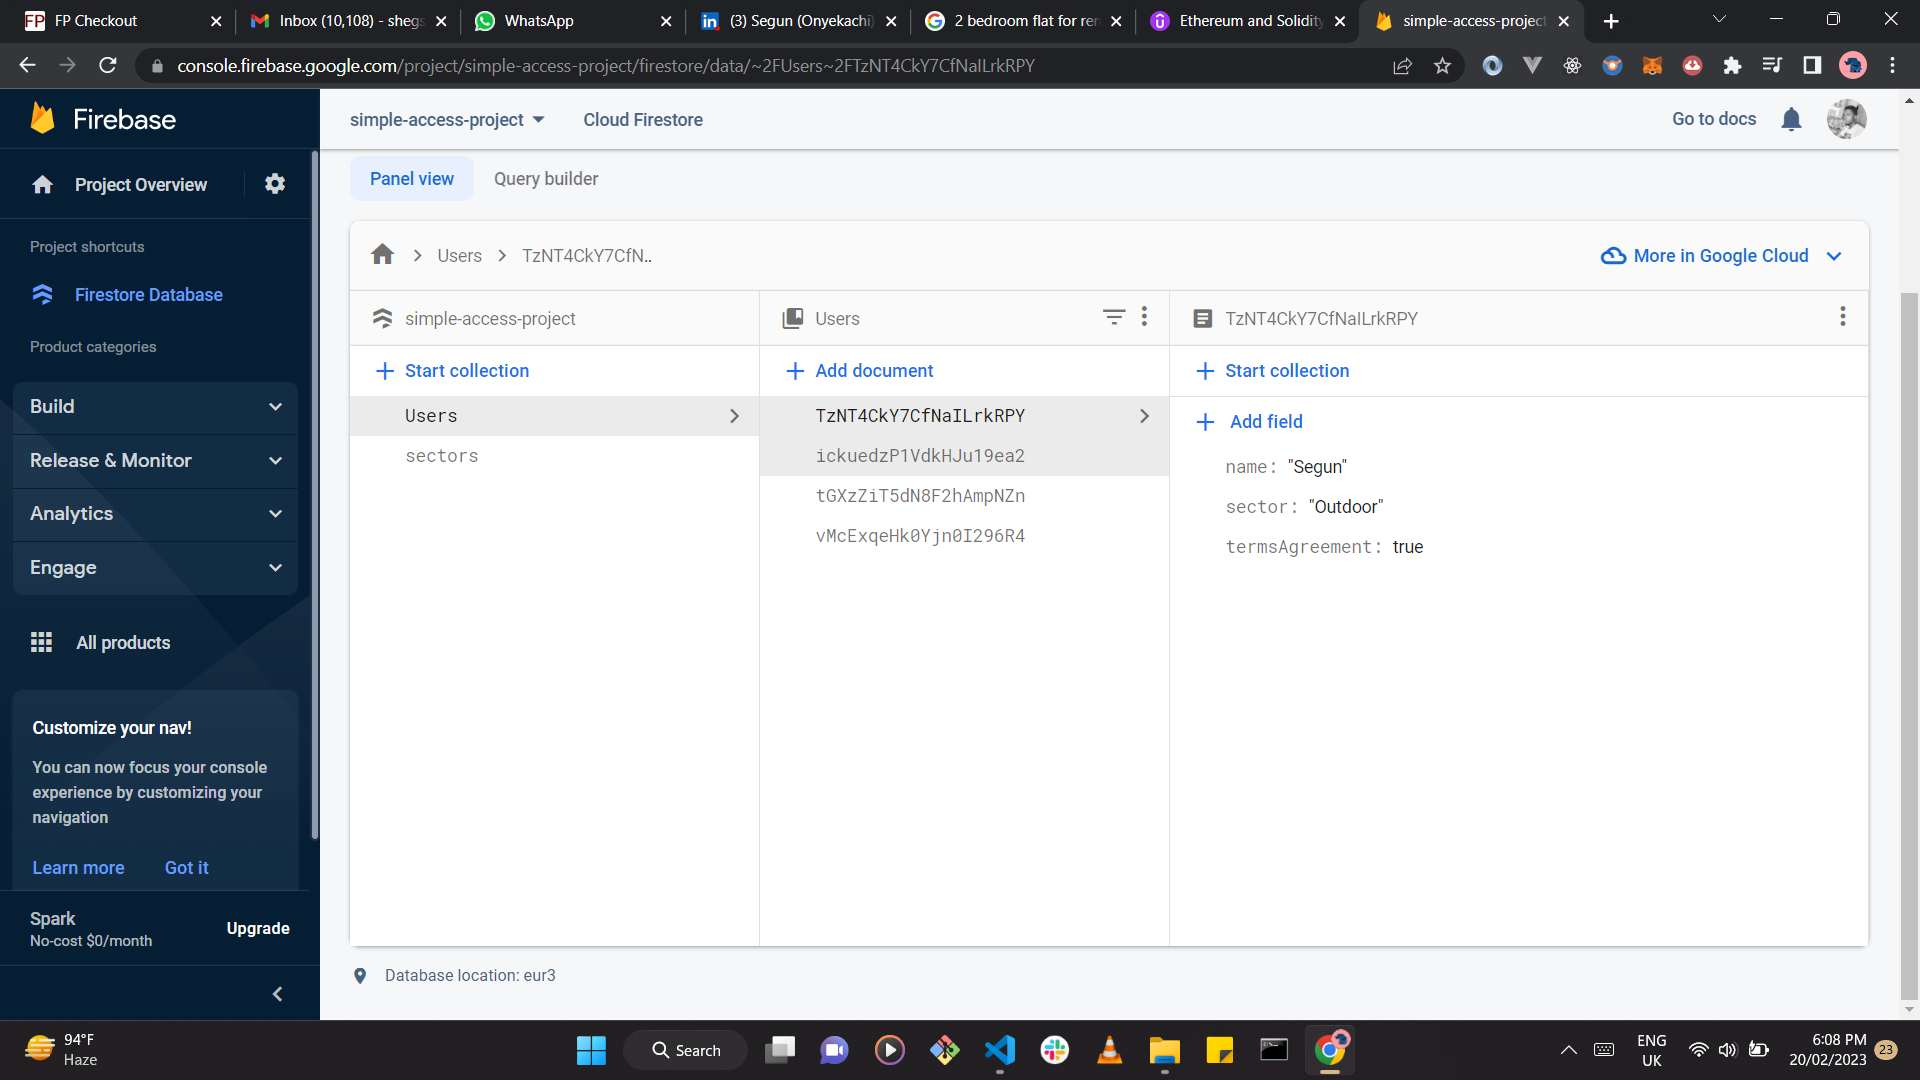 FP Checkout
Inbox (10,108) - shegs
WhatsApp
(3) Segun (Onyekachi)
2 bedroom flat for ren
Ethereum and Solidity
simple-access-project
console.firebase.google.com/project/simple-access-project/firestore/data/~2FUsers~2FTzNT4CkY7CfNaILrkRPY
Firebase
simple-access-project
Cloud Firestore
Go to docs
Project Overview
Project shortcuts
Firestore Database
Product categories
Build
Release & Monitor
Analytics
Engage
All products
Customize your nav!
You can now focus your console
experience by customizing your
navigation
Learn more
Got it
Spark
No-cost $0/month
Upgrade
Panel view
Query builder
Users
TzNT4CkY7CfN..
More in Google Cloud
simple-access-project
Start collection
Users
sectors
Users
Add document
TzNT4CkY7CfNaILrkRPY
ickuedzP1VdkHJu19ea2
tGXzZiT5dN8F2hAmpNZn
vMcExqeHk0Yjn0I296R4
TzNT4CkY7CfNaILrkRPY
Start collection
Add field
name: "Segun"
sector: "Outdoor"
termsAgreement: true
Database location: eur3
94°F
Haze
Search
ENG
UK
6:08 PM
20/02/2023
23